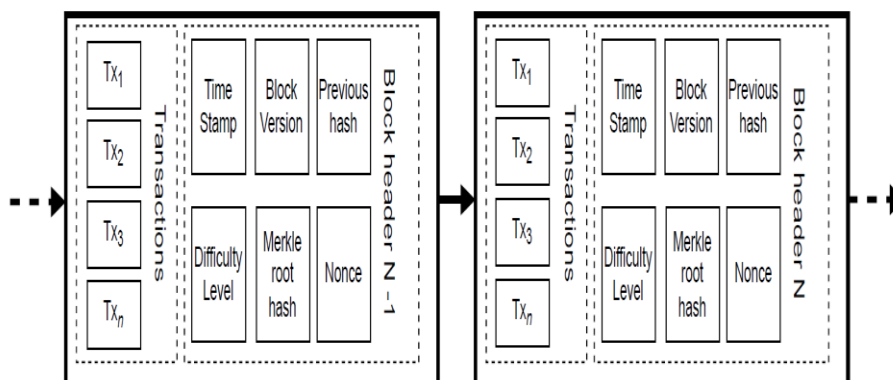 Tx1
Tx2
Tx3
Txn
Transactions
Time
Stamp
Block
Version
Previous
hash
Difficulty
Level
Merkle
root
hash
Nonce
Block header N -1
Tx1
Tx2
Tx3
Txn
Transactions
Time
Stamp
Block
Version
Previous
hash
Difficulty
Level
Merkle
root
hash
Nonce
Block header N